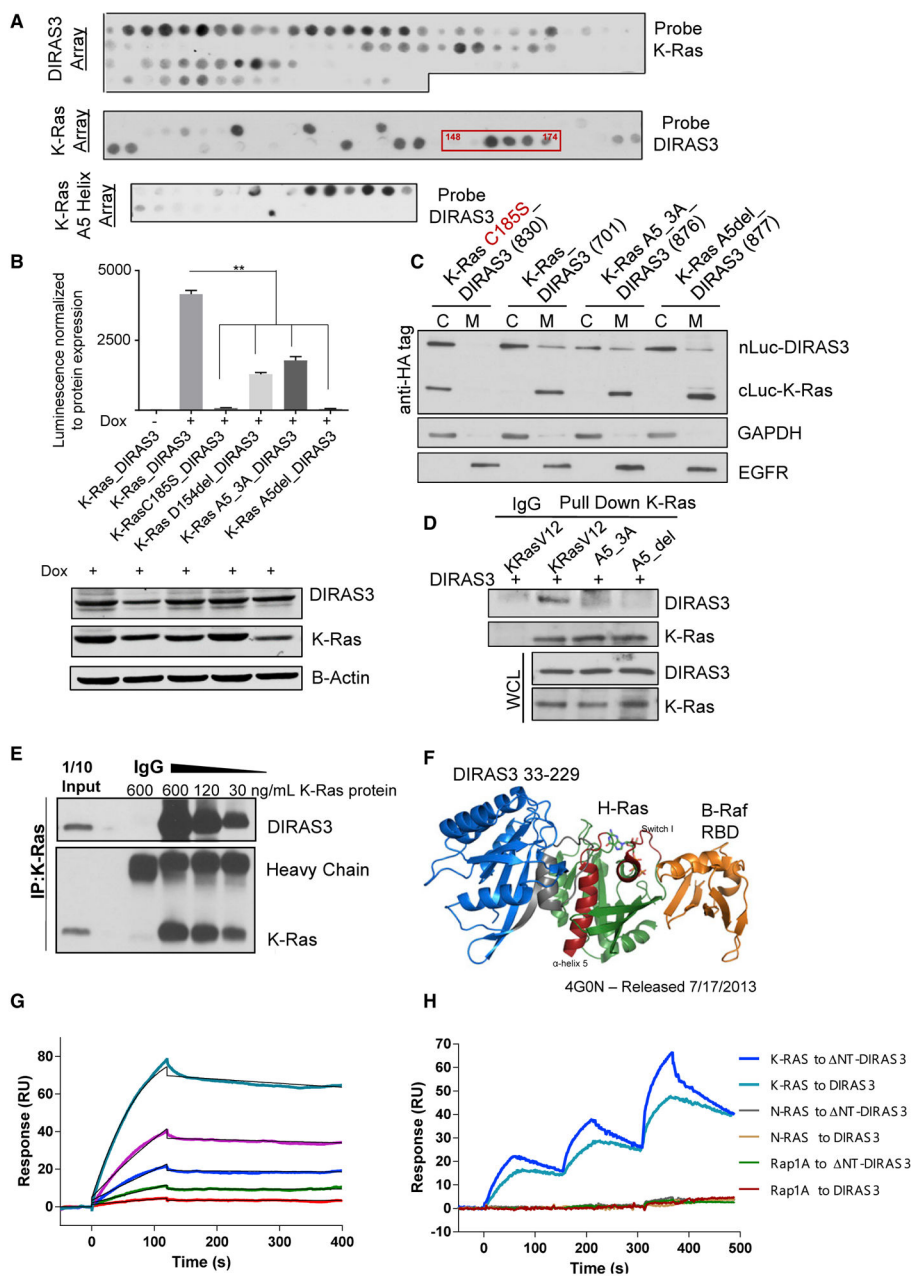 A
DIRAS3
Array
Probe
K-Ras
K-Ras
Array
148
174
Probe
DIRAS3
K-Ras
A5 Helix
Array
Probe
DIRAS3
B
Luminescence normalized
to protein expression
5000
2500
**
Dox
- + + + + +
K-Ras_DIRAS3
K-Ras_DIRAS3
K-RasC185S_DIRAS3
K-Ras D154del_DIRAS3
K-Ras A5_3A_DIRAS3
K-Ras A5del_DIRAS3
Dox + + + + +
DIRAS3
K-Ras
B-Actin
C
K-Ras C185S_
DIRAS3 (830)
K-Ras_
DIRAS3 (701)
K-Ras A5_3A_
DIRAS3 (876)
K-Ras A5del_
DIRAS3 (877)
C M C M C M C M
anti-HA tag
nLuc-DIRAS3
cLuc-K-Ras
GAPDH
EGFR
D
IgG Pull Down K-Ras
KRasV12
KRasV12
A5_3A
A5_del
DIRAS3 + + + +
DIRAS3
K-Ras
WCL
DIRAS3
K-Ras
E
1/10
Input
IgG
600 600 120 30 ng/mL K-Ras protein
IP:K-Ras
DIRAS3
Heavy Chain
K-Ras
F
DIRAS3 33-229
H-Ras
Switch I
B-Raf
RBD
α-helix 5
4G0N – Released 7/17/2013
G
Response (RU)
80
60
40
20
0
0 100 200 300 400
Time (s)
H
Response (RU)
70
60
50
40
30
20
10
0
-10
0 100 200 300 400 500
Time (s)
K-RAS to ΔNT-DIRAS3
K-RAS to DIRAS3
N-RAS to ΔNT-DIRAS3
N-RAS to DIRAS3
Rap1A to ΔNT-DIRAS3
Rap1A to DIRAS3